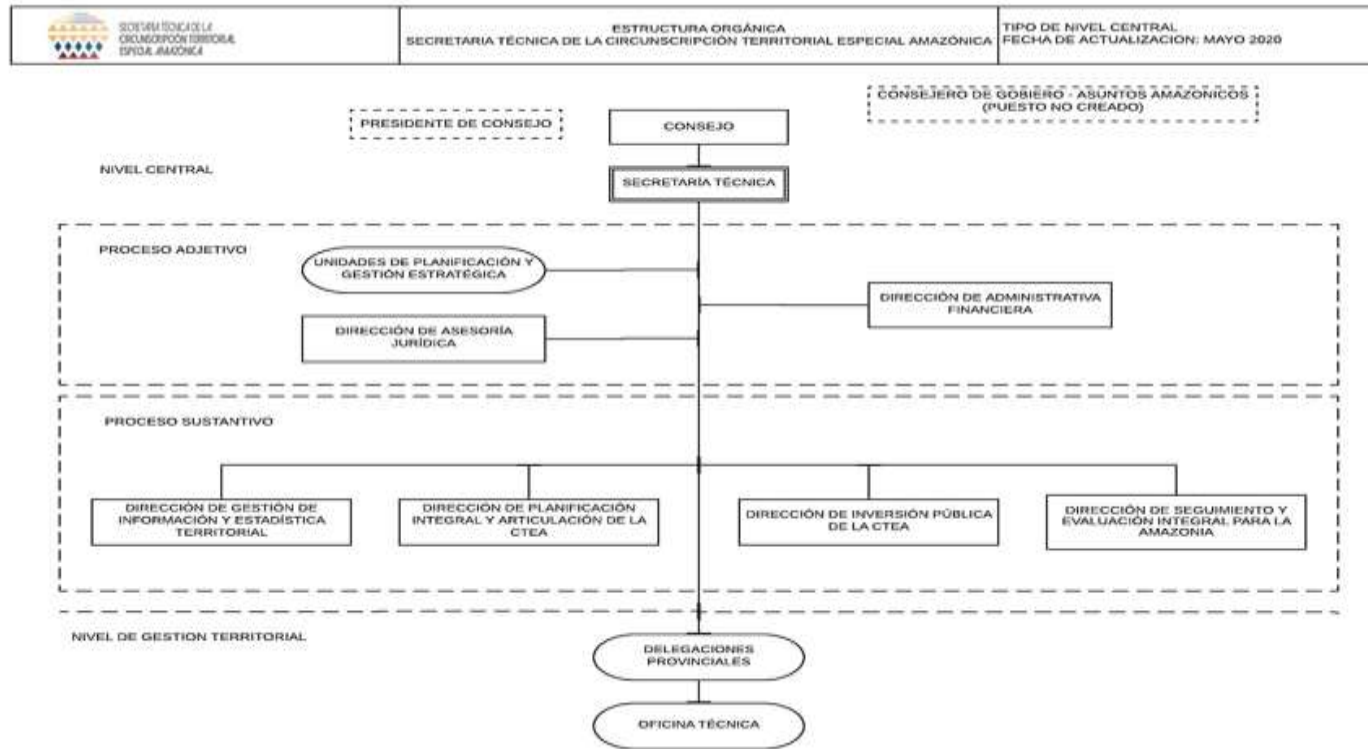 SECRETARÍA TÉCNICA DE LA
CIRCUNSCRIPCIÓN TERRITORIAL
ESPECIAL AMAZÓNICA
ESTRUCTURA ORGÁNICA
SECRETARIA TÉCNICA DE LA CIRCUNSCRIPCIÓN TERRITORIAL ESPECIAL AMAZÓNICA
TIPO DE NIVEL CENTRAL
FECHA DE ACTUALIZACION: MAYO 2020
CONSEJERO DE GOBIERO - ASUNTOS AMAZONICOS
(PUESTO NO CREADO)
PRESIDENTE DE CONSEJO
CONSEJO
NIVEL CENTRAL
SECRETARÍA TÉCNICA
PROCESO ADJETIVO
UNIDADES DE PLANIFICACIÓN Y
GESTIÓN ESTRATÉGICA
DIRECCIÓN DE ADMINISTRATIVA
FINANCIERA
DIRECCIÓN DE ASESORÍA
JURÍDICA
PROCESO SUSTANTIVO
DIRECCIÓN DE GESTIÓN DE
INFORMACIÓN Y ESTADÍSTICA
TERRITORIAL
DIRECCIÓN DE PLANIFICACIÓN
INTEGRAL Y ARTICULACIÓN DE LA
CTEA
DIRECCIÓN DE INVERSIÓN PÚBLICA
DE LA CTEA
DIRECCIÓN DE SEGUIMIENTO Y
EVALUACIÓN INTEGRAL PARA LA
AMAZONIA
NIVEL DE GESTION TERRITORIAL
DELEGACIONES
PROVINCIALES
OFICINA TÉCNICA